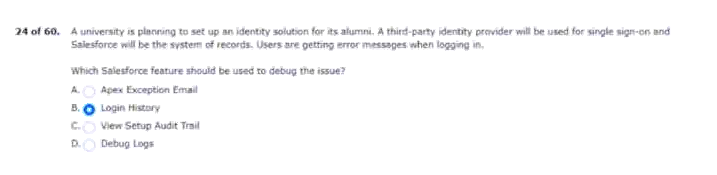 24 of 60. A university is planning to set up an identity solution for its alumni. A third-party identity provider will be used for single sign-on and
Salesforce will be the system of records. Users are getting error messages when logging in.
Which Salesforce feature should be used to debug the issue?
A. Apex Exception Email
B. Login History
C. View Setup Audit Trail
D. Debug Logs